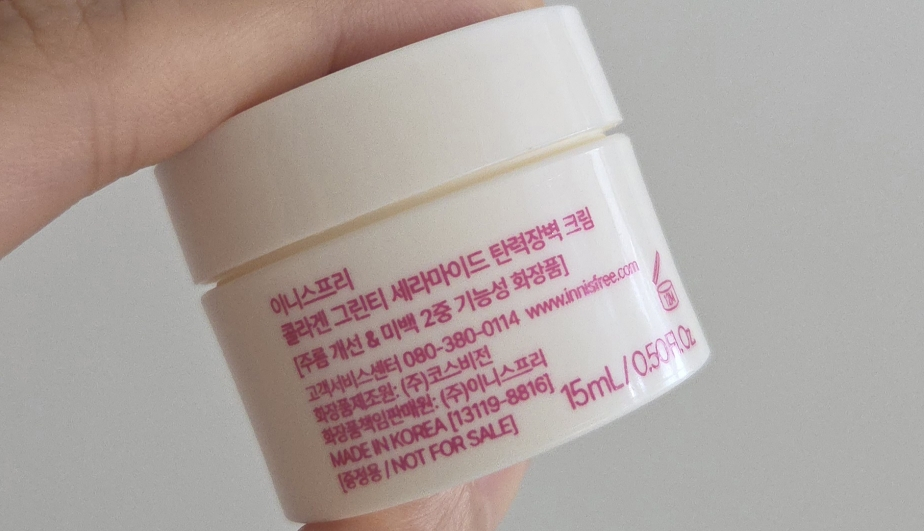 이니스프리
콜라겐 그린티 세라마이드 탄력장벽 크림
[주름 개선 & 미백 2중 기능성 화장품]
고객서비스센터 080-380-0114 www.innisfree.com
화장품제조원: (주)코스비전
화장품책임판매원: (주)이니스프리
MADE IN KOREA [13119-8816]
[증정용 / NOT FOR SALE]
15mL / 0.50 Fl. Oz
12M